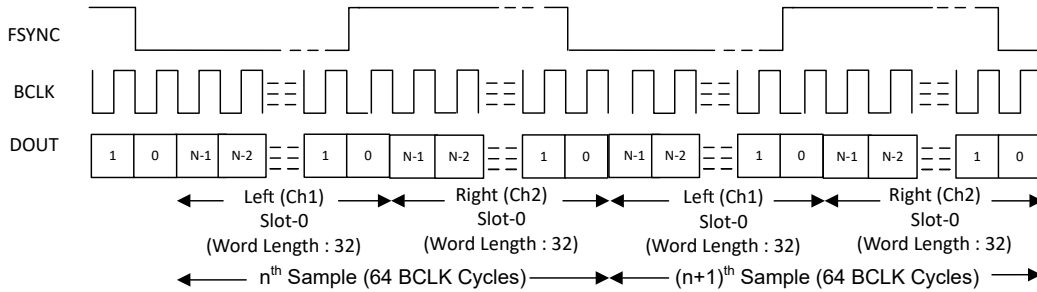 FSYNC
BCLK
DOUT
1 0 N-1 N-2 1 0 N-1 N-2 1 0 N-1 N-2 1 0 N-1 N-2 1 0
Left (Ch1) Right (Ch2) Left (Ch1) Right (Ch2)
Slot-0 Slot-0 Slot-0 Slot-0
(Word Length : 32) (Word Length : 32) (Word Length : 32) (Word Length : 32)
nth Sample (64 BCLK Cycles) (n+1)th Sample (64 BCLK Cycles)